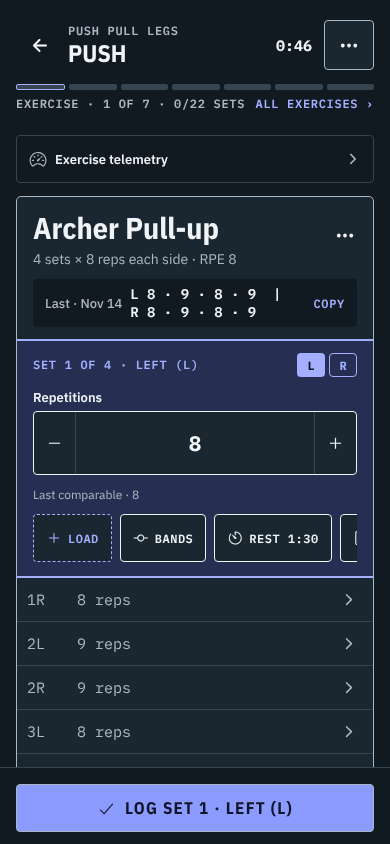 PUSH PULL LEGS
PUSH
0:46
EXERCISE · 1 OF 7 · 0/22 SETS
ALL EXERCISES ›
Exercise telemetry
Archer Pull-up
4 sets × 8 reps each side · RPE 8
Last · Nov 14
L 8 · 9 · 8 · 9 |
R 8 · 9 · 8 · 9
COPY
SET 1 OF 4 · LEFT (L)
L
R
Repetitions
− 8 +
Last comparable · 8
+ LOAD
BANDS
REST 1:30
1R 8 reps
2L 9 reps
2R 9 reps
3L 8 reps
LOG SET 1 · LEFT (L)